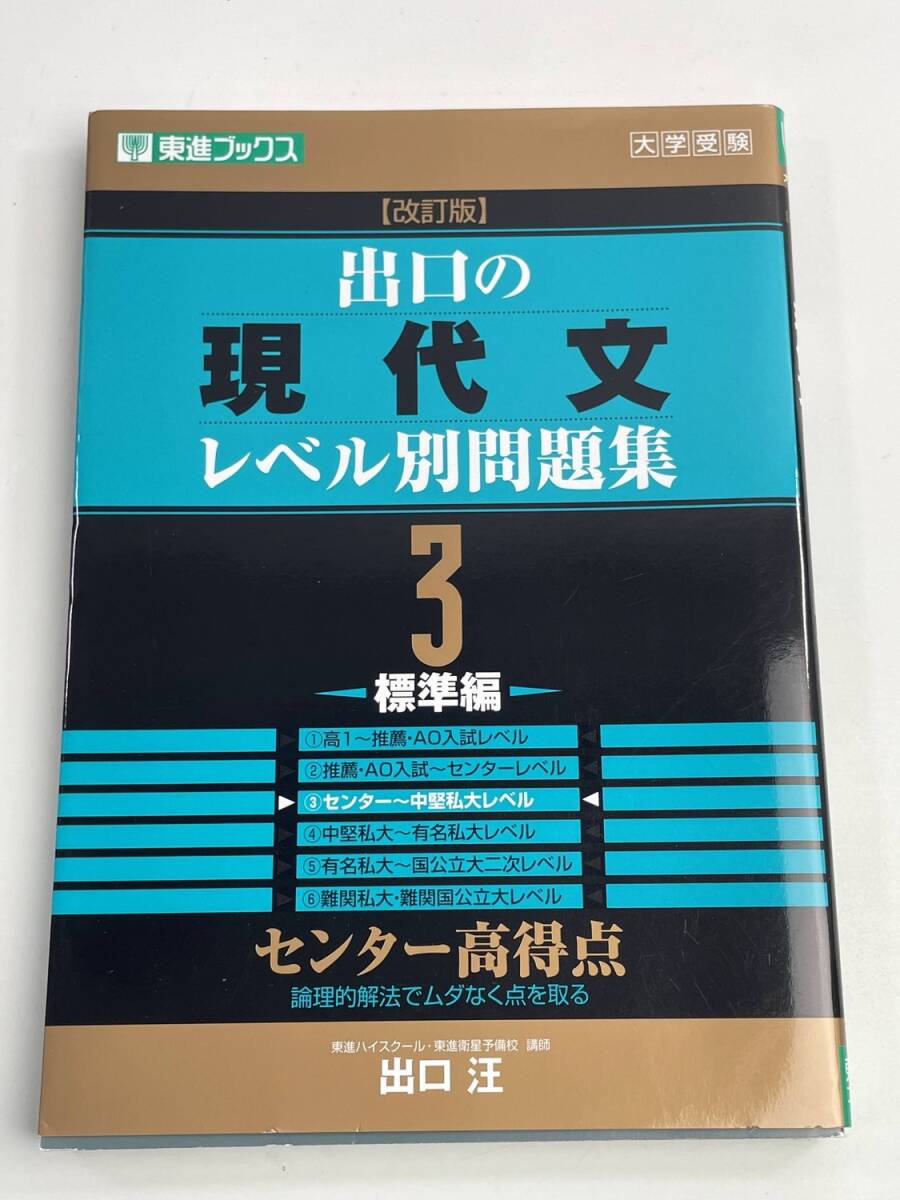 東進ブックス
大学受験
【改訂版】
出口の
現代文
レベル別問題集
3
標準編
①高1～推薦・AO入試レベル
②推薦・AO入試～センターレベル
③センター～中堅私大レベル
④中堅私大～有名私大レベル
⑤有名私大～国公立大二次レベル
⑥難関私大・難関国公立大レベル
センター高得点
論理的解法でムダなく点を取る
東進ハイスクール・東進衛星予備校 講師
出口 汪